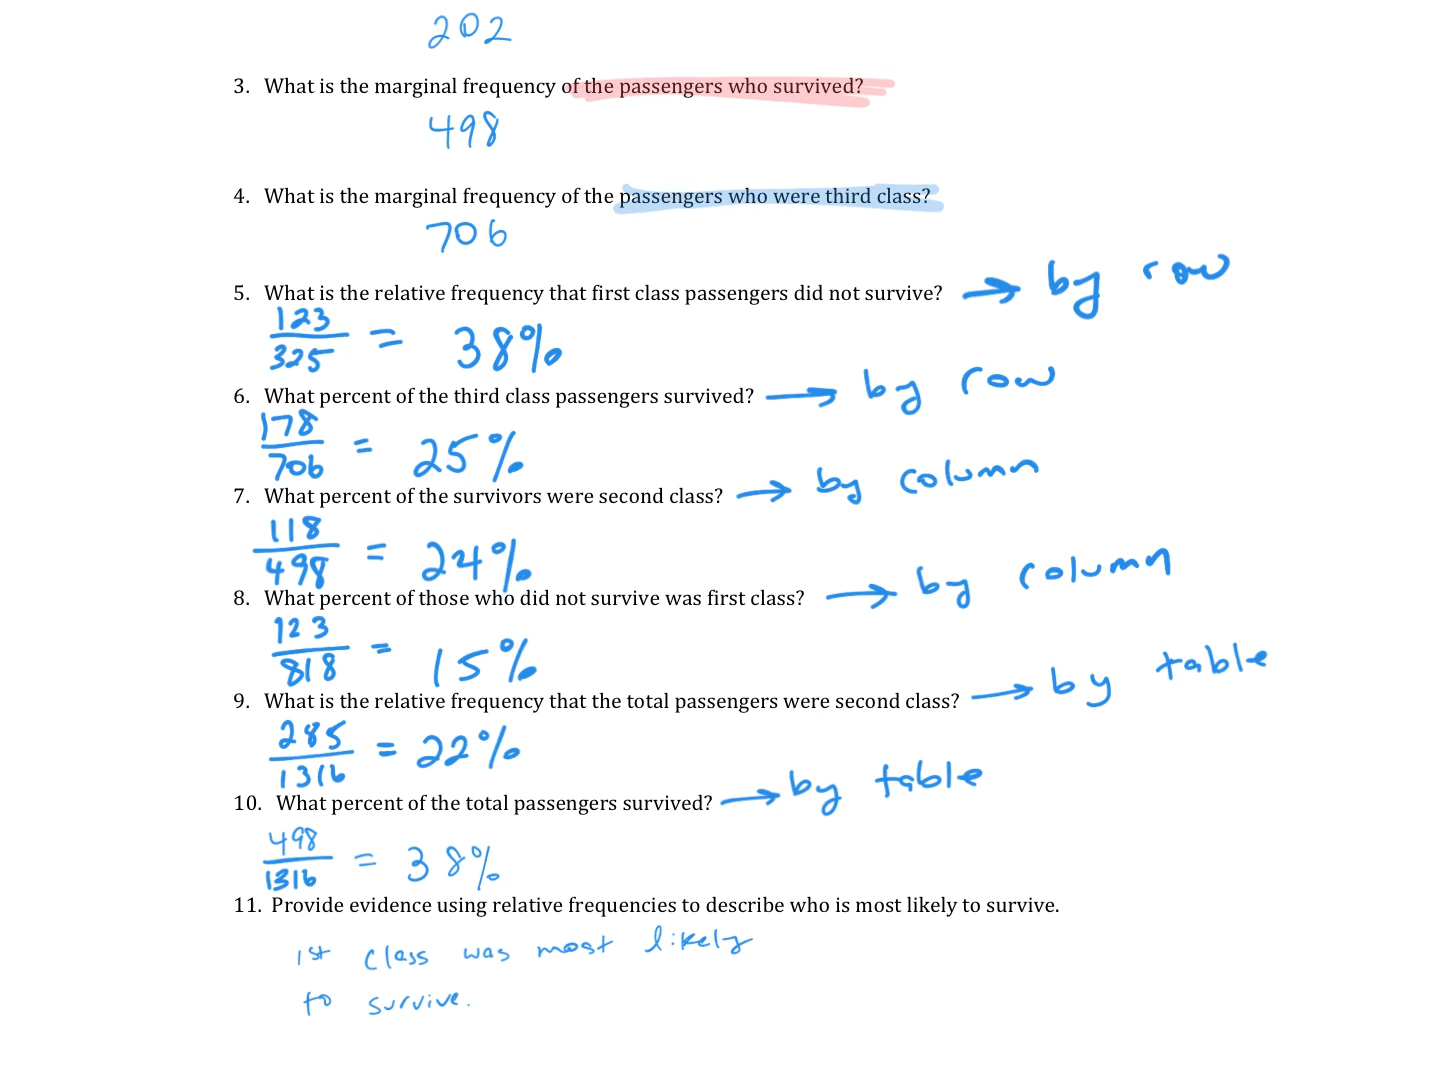 202
3. What is the marginal frequency of the passengers who survived?
498
4. What is the marginal frequency of the passengers who were third class?
706
5. What is the relative frequency that first class passengers did not survive? → by row
123/325 = 38%
6. What percent of the third class passengers survived? → by row
178/706 = 25%
7. What percent of the survivors were second class? → by column
118/498 = 24%
8. What percent of those who did not survive was first class? → by column
123/818 = 15%
9. What is the relative frequency that the total passengers were second class? → by table
285/1316 = 22%
10. What percent of the total passengers survived? → by table
498/1316 = 38%
11. Provide evidence using relative frequencies to describe who is most likely to survive.
1st class was most likely
to survive.